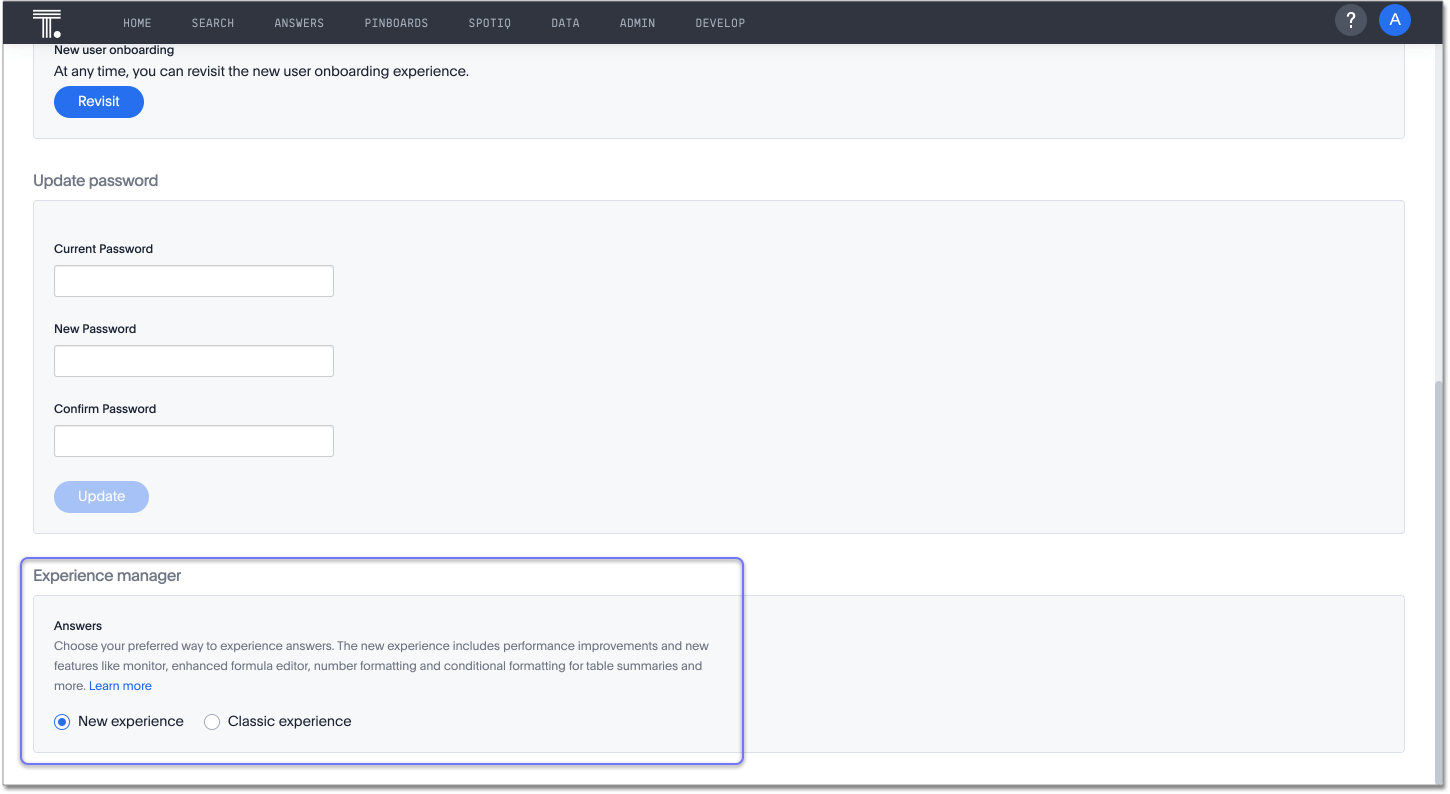 T.
HOME SEARCH ANSWERS PINBOARDS SPOTIQ DATA ADMIN DEVELOP ? A
New user onboarding
At any time, you can revisit the new user onboarding experience.
Revisit
Update password
Current Password
New Password
Confirm Password
Update
Experience manager
Answers
Choose your preferred way to experience answers. The new experience includes performance improvements and new
features like monitor, enhanced formula editor, number formatting and conditional formatting for table summaries and
more. Learn more
New experience Classic experience